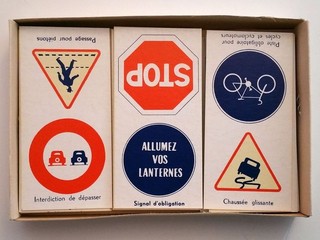 Passage pour piétons
Interdiction de dépasser
STOP
ALLUMEZ
VOS
LANTERNES
Signal d'obligation
Piste obligatoire pour
cycles et cyclomoteurs
Chaussée glissante